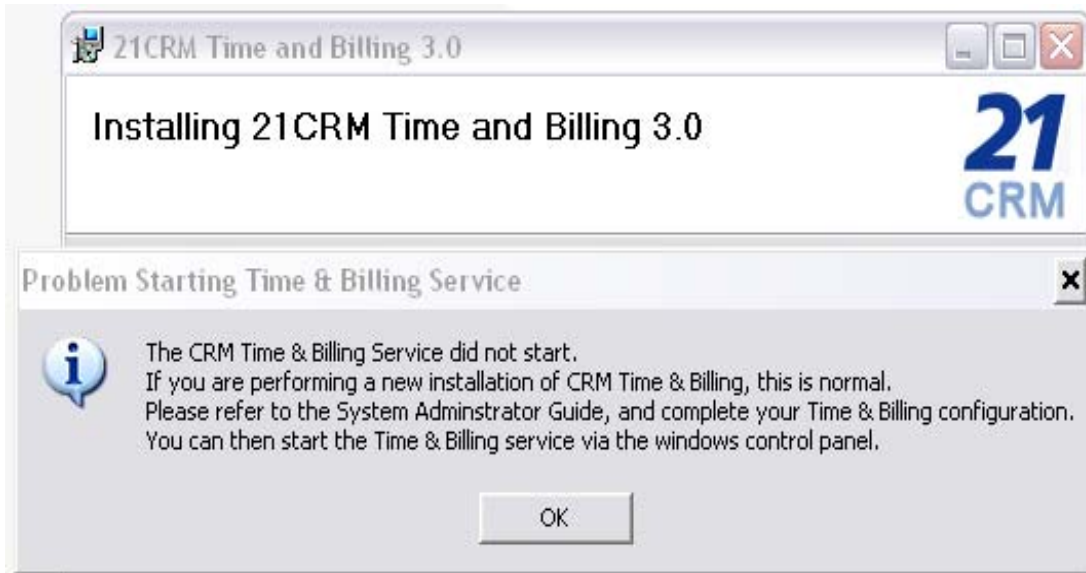 21CRM Time and Billing 3.0
Installing 21CRM Time and Billing 3.0
21
CRM
Problem Starting Time & Billing Service
The CRM Time & Billing Service did not start.
If you are performing a new installation of CRM Time & Billing, this is normal.
Please refer to the System Adminstrator Guide, and complete your Time & Billing configuration.
You can then start the Time & Billing service via the windows control panel.
OK